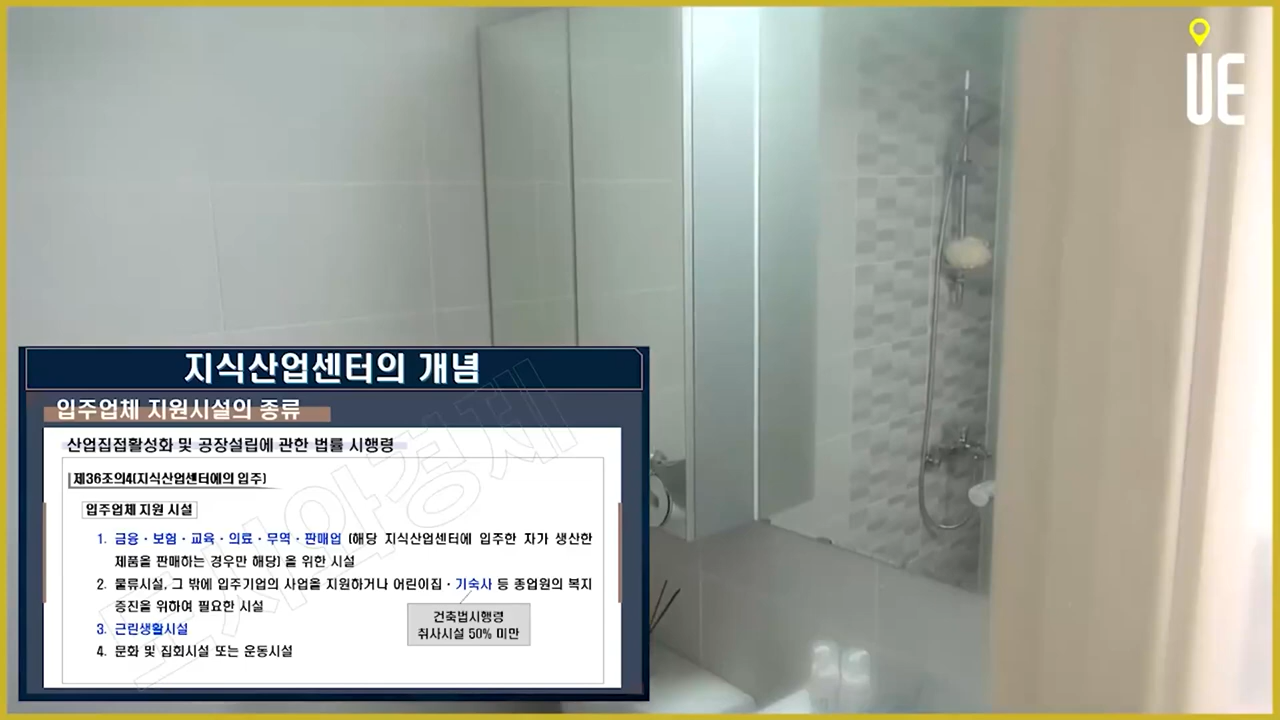 UE
지식산업센터의 개념
입주업체 지원시설의 종류
산업집접활성화 및 공장설립에 관한 법률 시행령
제36조의4(지식산업센터에의 입주)
입주업체 지원 시설
1. 금융·보험·교육·의료·무역·판매업 (해당 지식산업센터에 입주한 자가 생산한
제품을 판매하는 경우만 해당) 을 위한 시설
2. 물류시설, 그 밖에 입주기업의 사업을 지원하거나 어린이집·기숙사 등 종업원의 복지
증진을 위하여 필요한 시설
건축법시행령
취사시설 50% 미만
3. 근린생활시설
4. 문화 및 집회시설 또는 운동시설
도시와경제